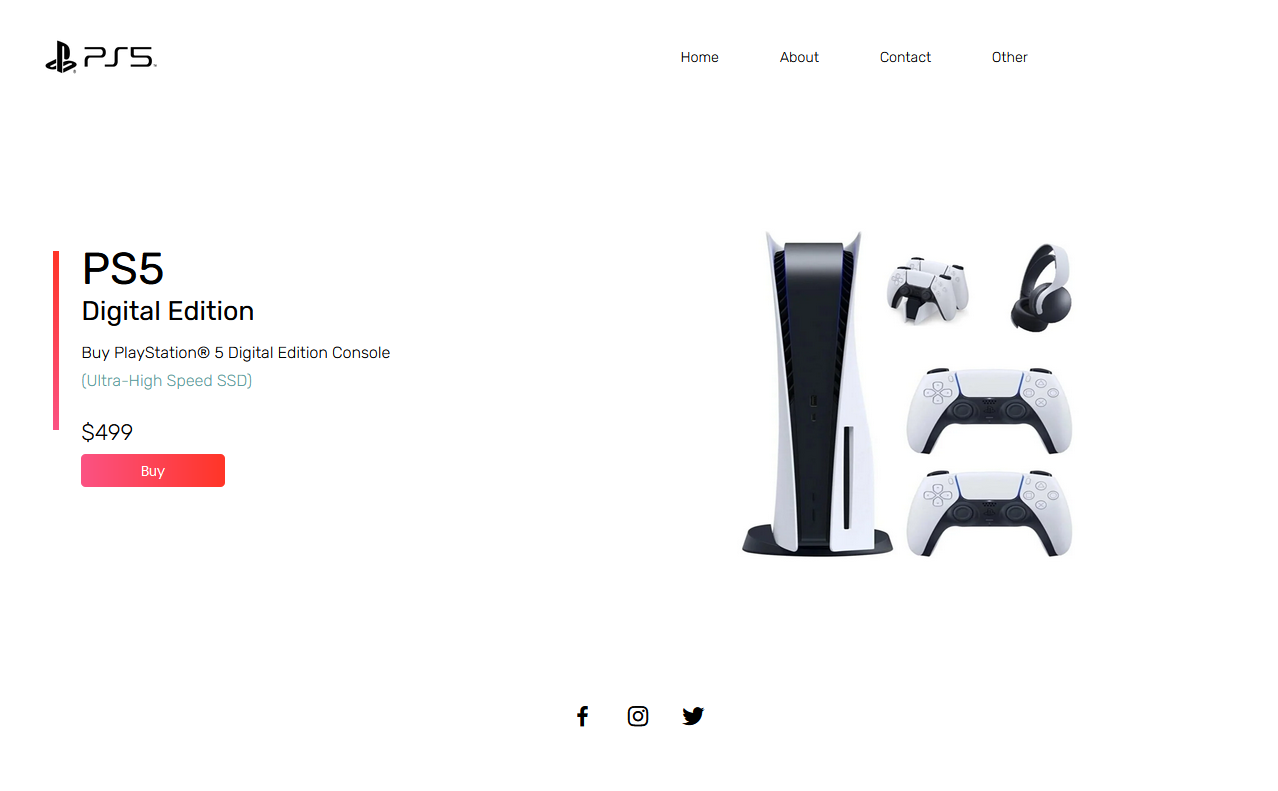 PS5
Home About Contact Other
PS5
Digital Edition
Buy PlayStation® 5 Digital Edition Console
(Ultra-High Speed SSD)
$499
Buy